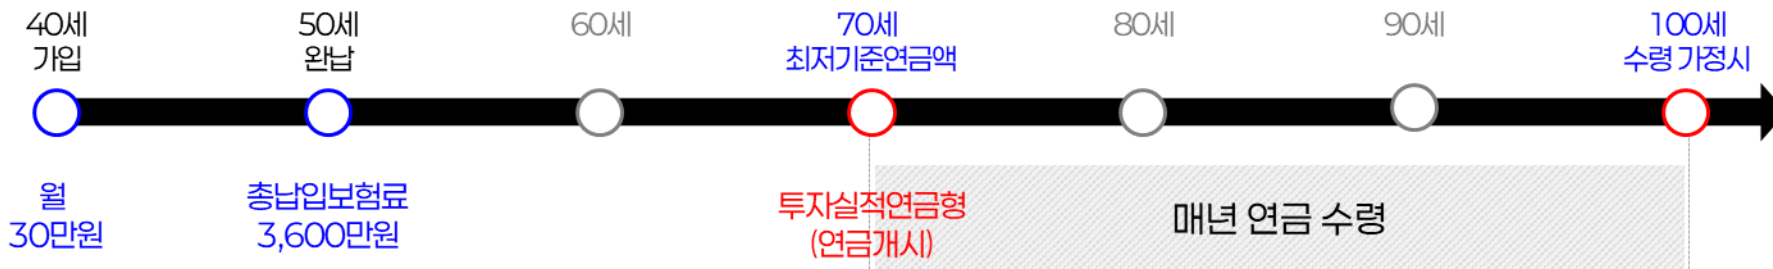 40세
가입
50세
완납
60세
70세
최저기준연금액
80세
90세
100세
수령 가정시
월
30만원
총납입보험료
3,600만원
투자실적연금형
(연금개시)
매년 연금 수령